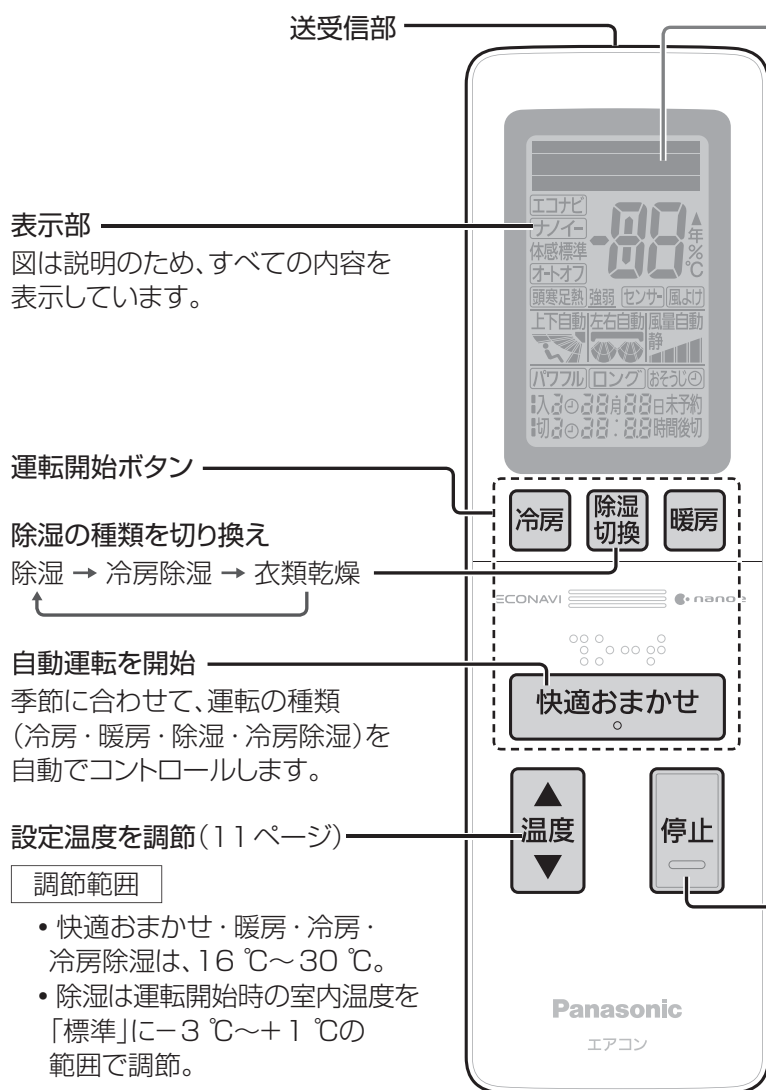 送受信部
表示部
図は説明のため、すべての内容を
表示しています。
運転開始ボタン
除湿の種類を切り換え
除湿 → 冷房除湿 → 衣類乾燥
自動運転を開始
季節に合わせて、運転の種類
(冷房・暖房・除湿・冷房除湿)を
自動でコントロールします。
設定温度を調節(11ページ)
調節範囲
• 快適おまかせ・暖房・冷房・
冷房除湿は、16 ℃～30 ℃。
• 除湿は運転開始時の室内温度を
「標準」に－3 ℃～＋1 ℃の
範囲で調節。
エコナビ
ナノイー
体感標準
オートオフ
-88
年
%
℃
頭寒足熱 強弱 センサー 風よけ
上下自動 左右自動 風量自動
静
パワフル ロング おそうじ
入 月 88日未予約
切 時間後切
冷房
除湿
切換
暖房
ECONAVI nanoe
快適おまかせ
▲
温度
▼
停止
Panasonic
エアコン